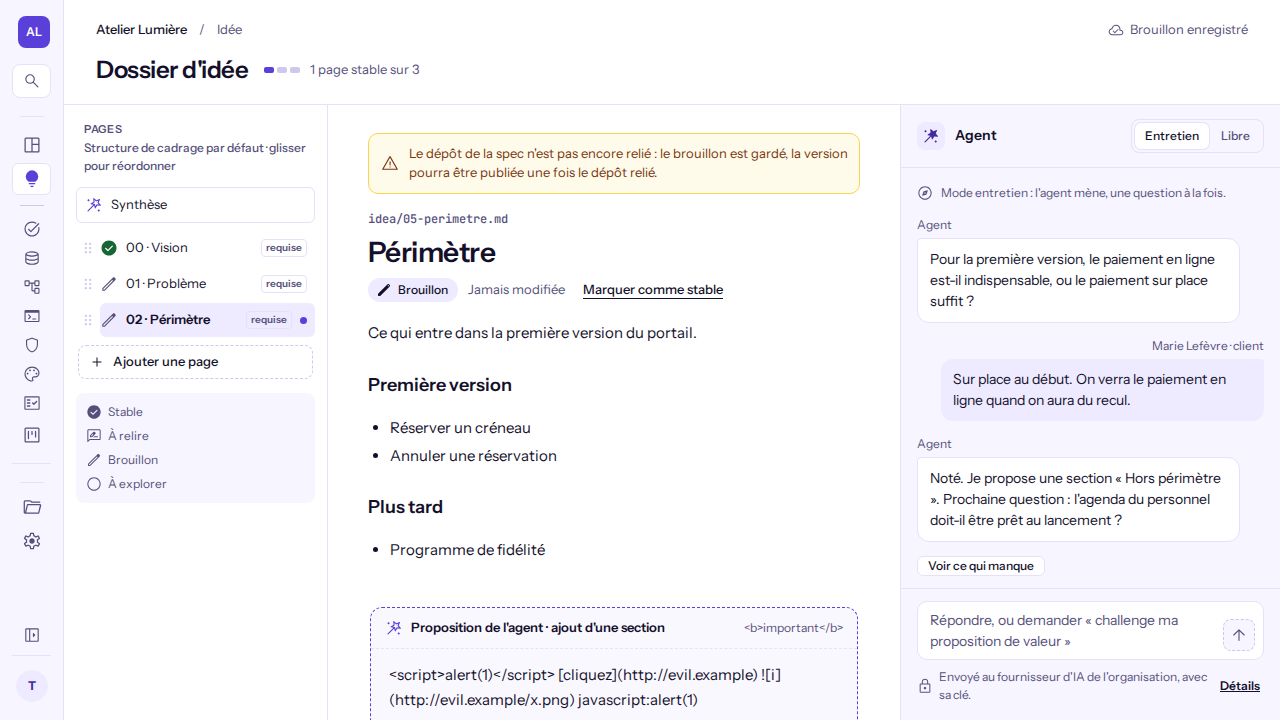 AL
Atelier Lumière / Idée
Brouillon enregistré
Dossier d'idée
1 page stable sur 3
PAGES
Structure de cadrage par défaut · glisser
pour réordonner
Synthèse
00 · Vision requise
01 · Problème requise
02 · Périmètre requise
Ajouter une page
Stable
À relire
Brouillon
À explorer
T
Le dépôt de la spec n'est pas encore relié : le brouillon est gardé, la version
pourra être publiée une fois le dépôt relié.
idea/05-perimetre.md
Périmètre
Brouillon Jamais modifiée Marquer comme stable
Ce qui entre dans la première version du portail.
Première version
• Réserver un créneau
• Annuler une réservation
Plus tard
• Programme de fidélité
Proposition de l'agent · ajout d'une section <b>important</b>
<script>alert(1)</script> [cliquez](http://evil.example) ![i]
(http://evil.example/x.png) javascript:alert(1)
Agent
Entretien Libre
Mode entretien : l'agent mène, une question à la fois.
Agent
Pour la première version, le paiement en ligne
est-il indispensable, ou le paiement sur place
suffit ?
Marie Lefèvre · client
Sur place au début. On verra le paiement en
ligne quand on aura du recul.
Agent
Noté. Je propose une section « Hors périmètre
». Prochaine question : l'agenda du personnel
doit-il être prêt au lancement ?
Voir ce qui manque
Répondre, ou demander « challenge ma
proposition de valeur »
Envoyé au fournisseur d'IA de l'organisation, avec
sa clé.
Détails